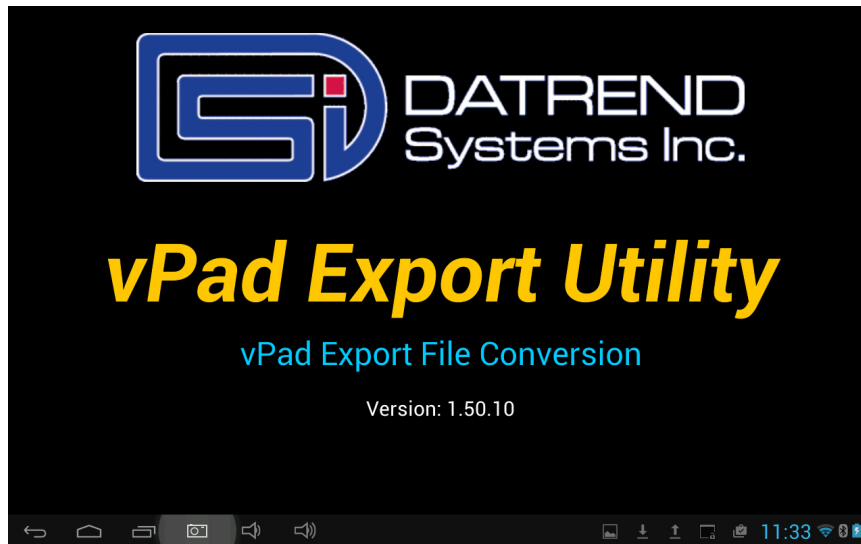 DATREND
Systems Inc.
vPad Export Utility
vPad Export File Conversion
Version: 1.50.10
11:33